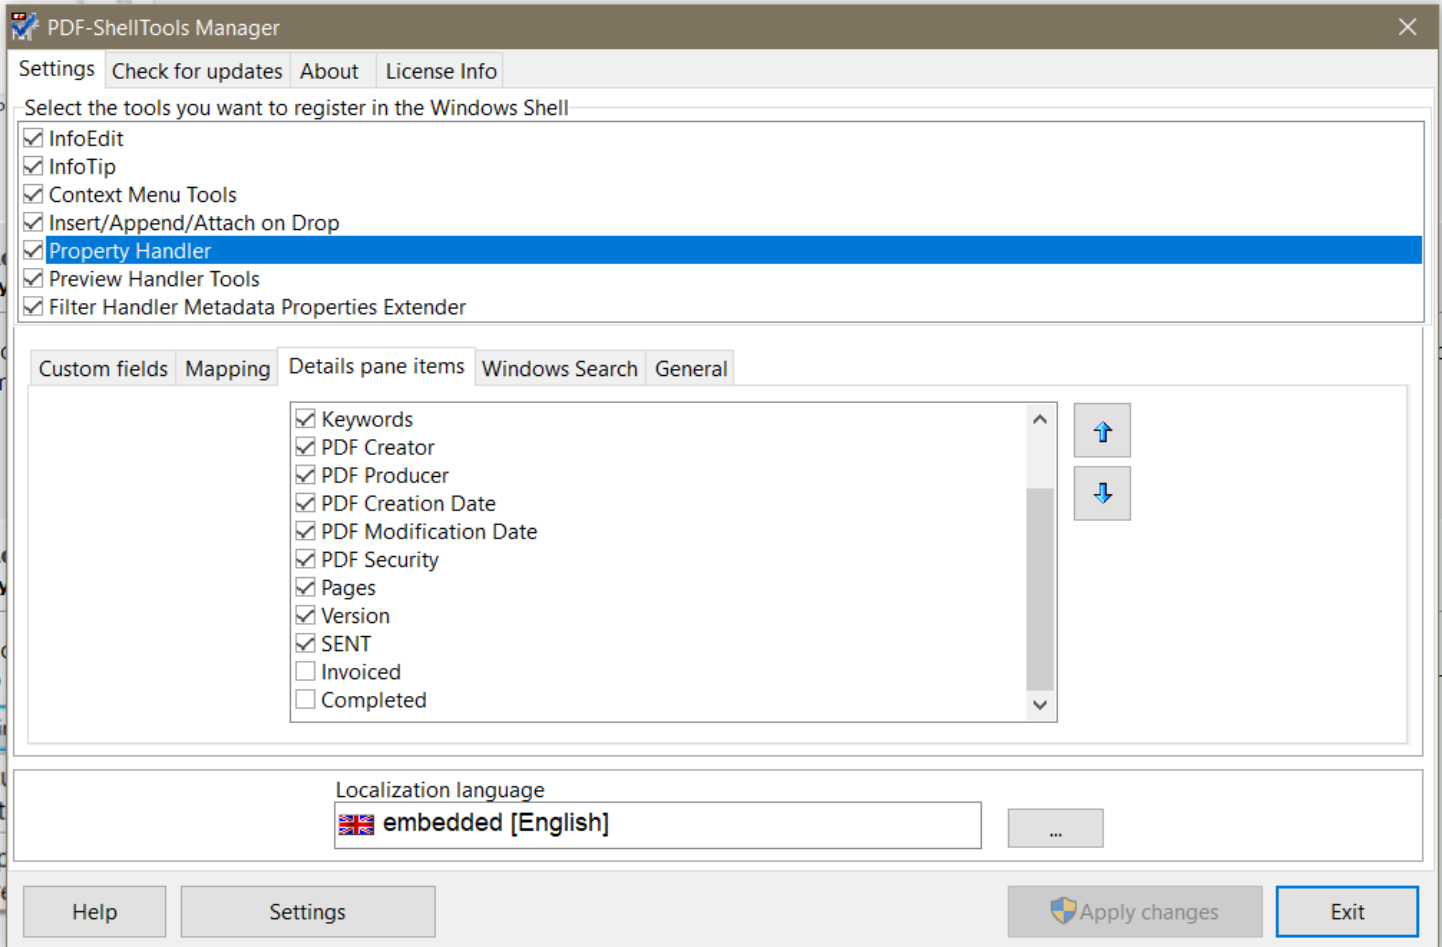 PDF-ShellTools Manager
Settings Check for updates About License Info
Select the tools you want to register in the Windows Shell
InfoEdit
InfoTip
Context Menu Tools
Insert/Append/Attach on Drop
Property Handler
Preview Handler Tools
Filter Handler Metadata Properties Extender
Custom fields Mapping Details pane items Windows Search General
Keywords
PDF Creator
PDF Producer
PDF Creation Date
PDF Modification Date
PDF Security
Pages
Version
SENT
Invoiced
Completed
Localization language
embedded [English]
...
Help Settings Apply changes Exit